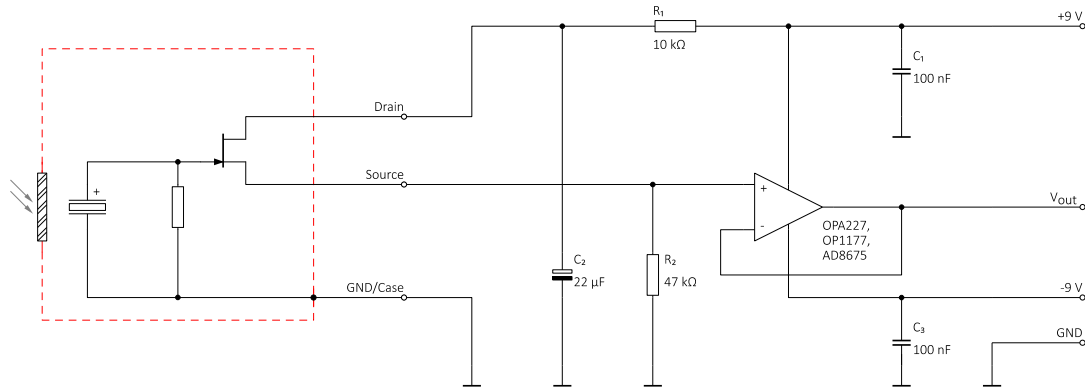 R₁
10 kΩ
+9 V
C₁
100 nF
Drain
+
Source
+
-
OPA227,
OP1177,
AD8675
Vout
C₂
22 µF
R₂
47 kΩ
GND/Case
-9 V
C₃
100 nF
GND